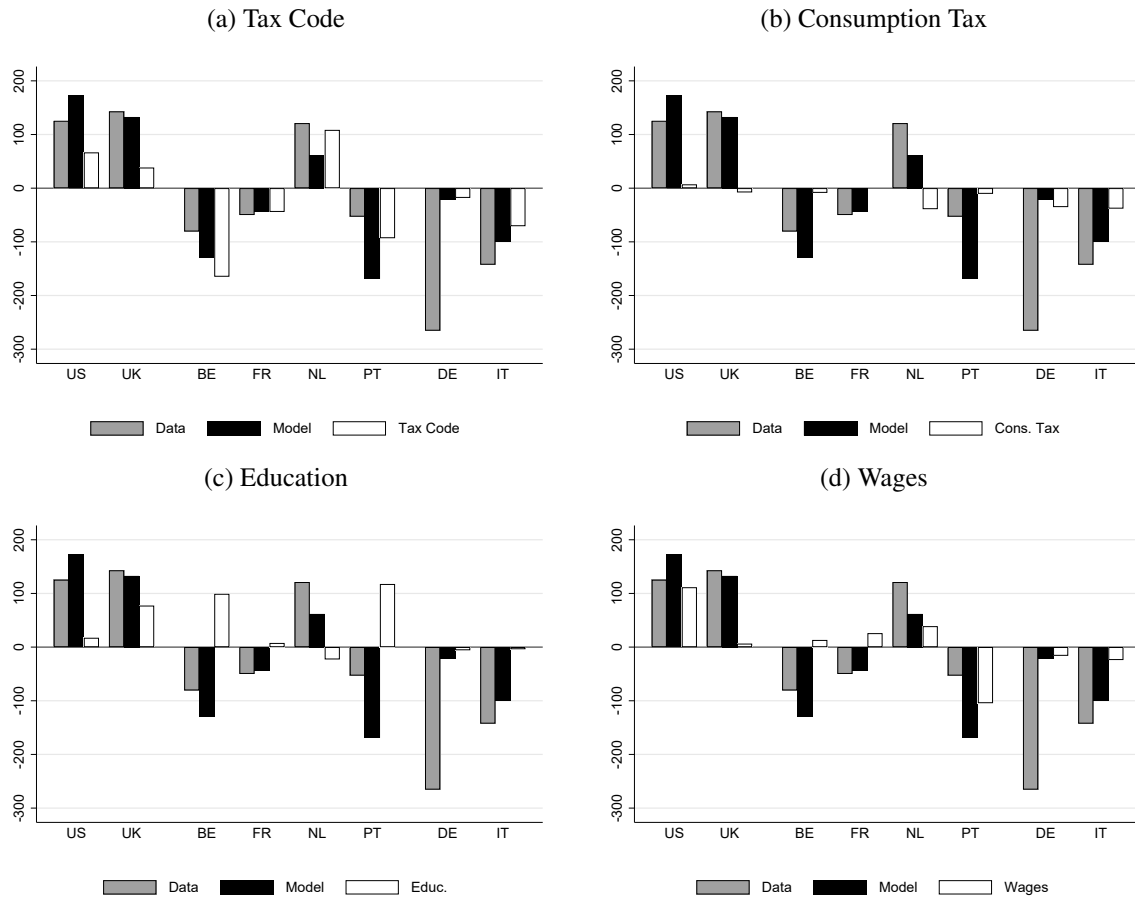 (a) Tax Code
200
100
0
-100
-200
-300
US UK BE FR NL PT DE IT
Data Model Tax Code
(b) Consumption Tax
200
100
0
-100
-200
-300
US UK BE FR NL PT DE IT
Data Model Cons. Tax
(c) Education
200
100
0
-100
-200
-300
US UK BE FR NL PT DE IT
Data Model Educ.
(d) Wages
200
100
0
-100
-200
-300
US UK BE FR NL PT DE IT
Data Model Wages